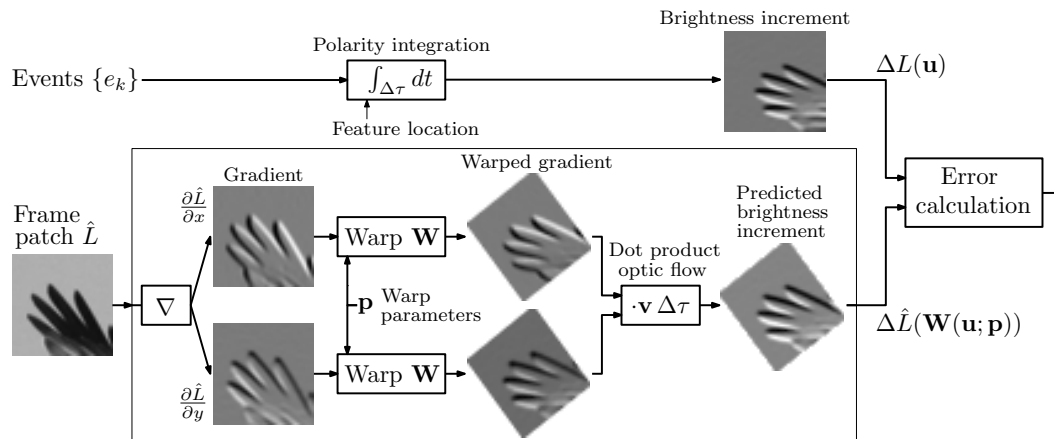 Brightness increment
Polarity integration
Events {e_k}
∫_{Δτ} dt
ΔL(u)
Feature location
Gradient
Warped gradient
Error
calculation
Frame
patch L̂
∂L̂/∂x
Warp W
Predicted
brightness
increment
Dot product
optic flow
∇
p
Warp
parameters
·v Δτ
ΔL̂(W(u; p))
∂L̂/∂y
Warp W